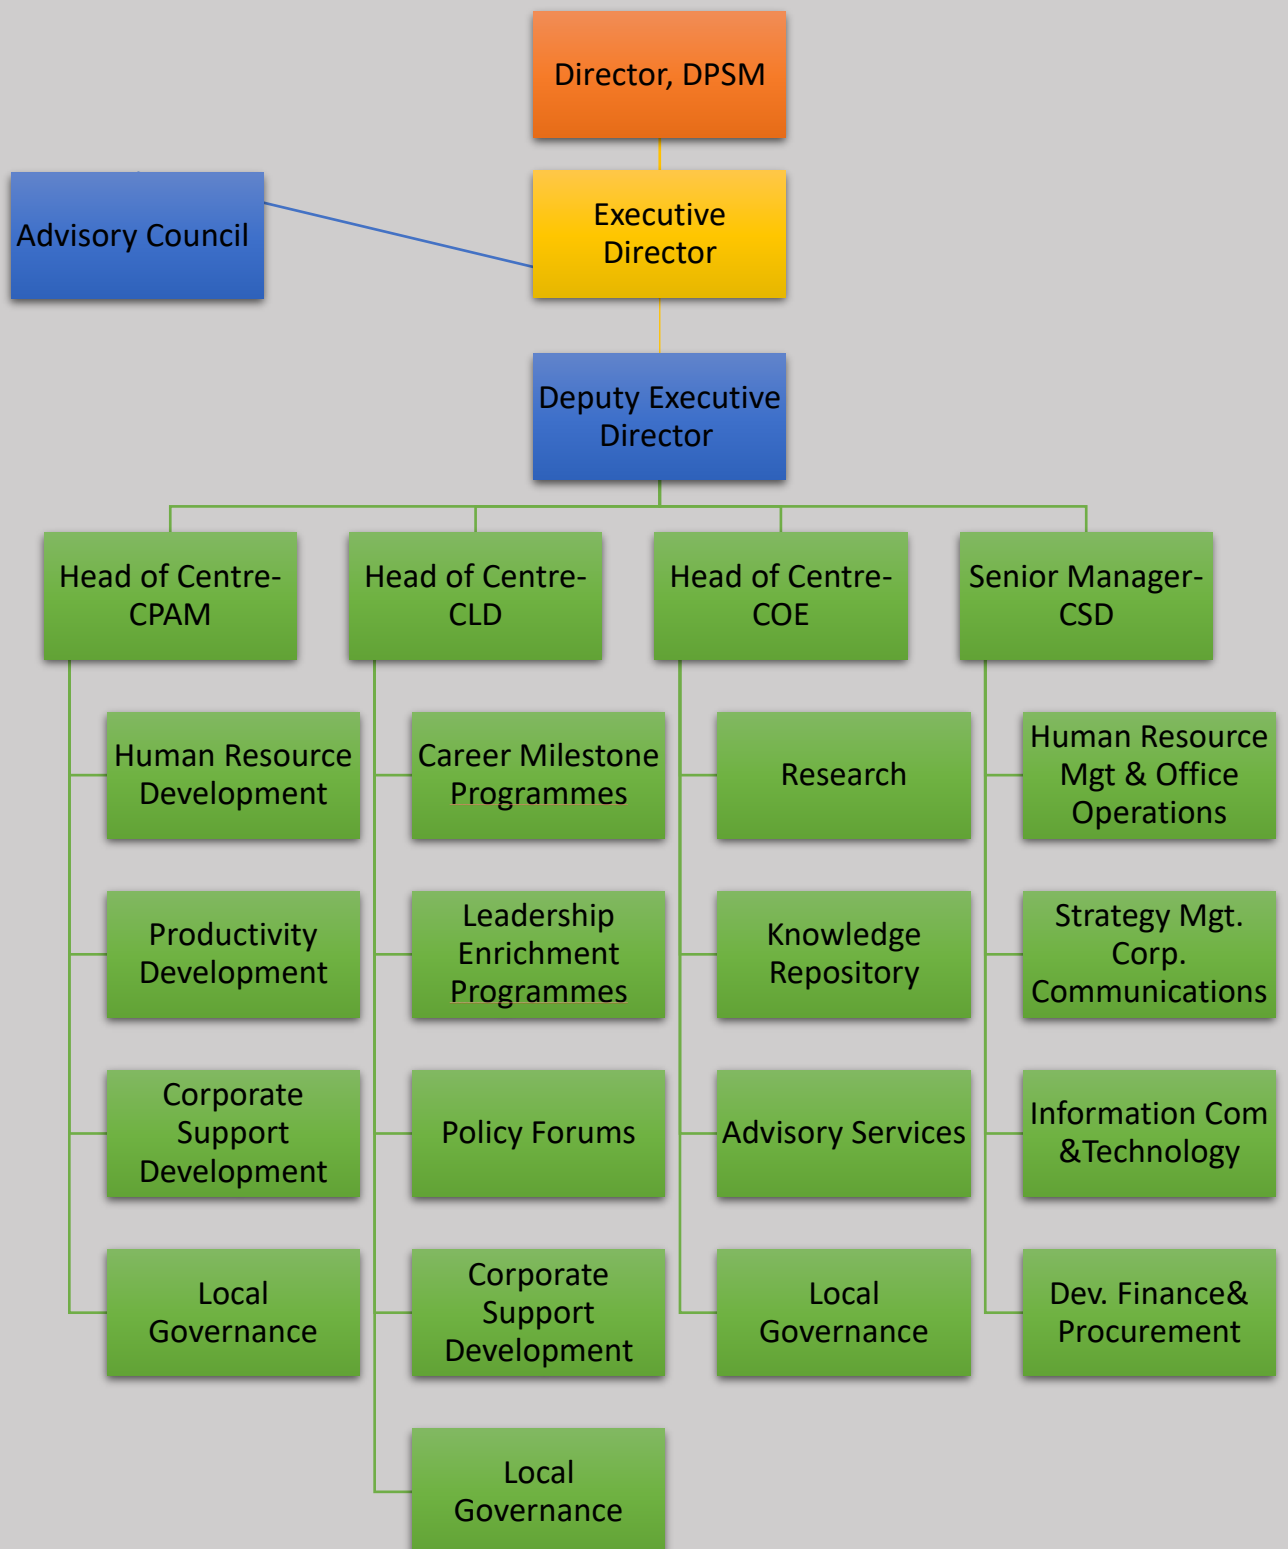 Director, DPSM
Advisory Council
Executive
Director
Deputy Executive
Director
Head of Centre-
CPAM
Head of Centre-
CLD
Head of Centre-
COE
Senior Manager-
CSD
Human Resource
Development
Productivity
Development
Corporate
Support
Development
Local
Governance
Career Milestone
Programmes
Leadership
Enrichment
Programmes
Policy Forums
Corporate
Support
Development
Local
Governance
Research
Knowledge
Repository
Advisory Services
Local
Governance
Human Resource
Mgt & Office
Operations
Strategy Mgt.
Corp.
Communications
Information Com
&Technology
Dev. Finance&
Procurement